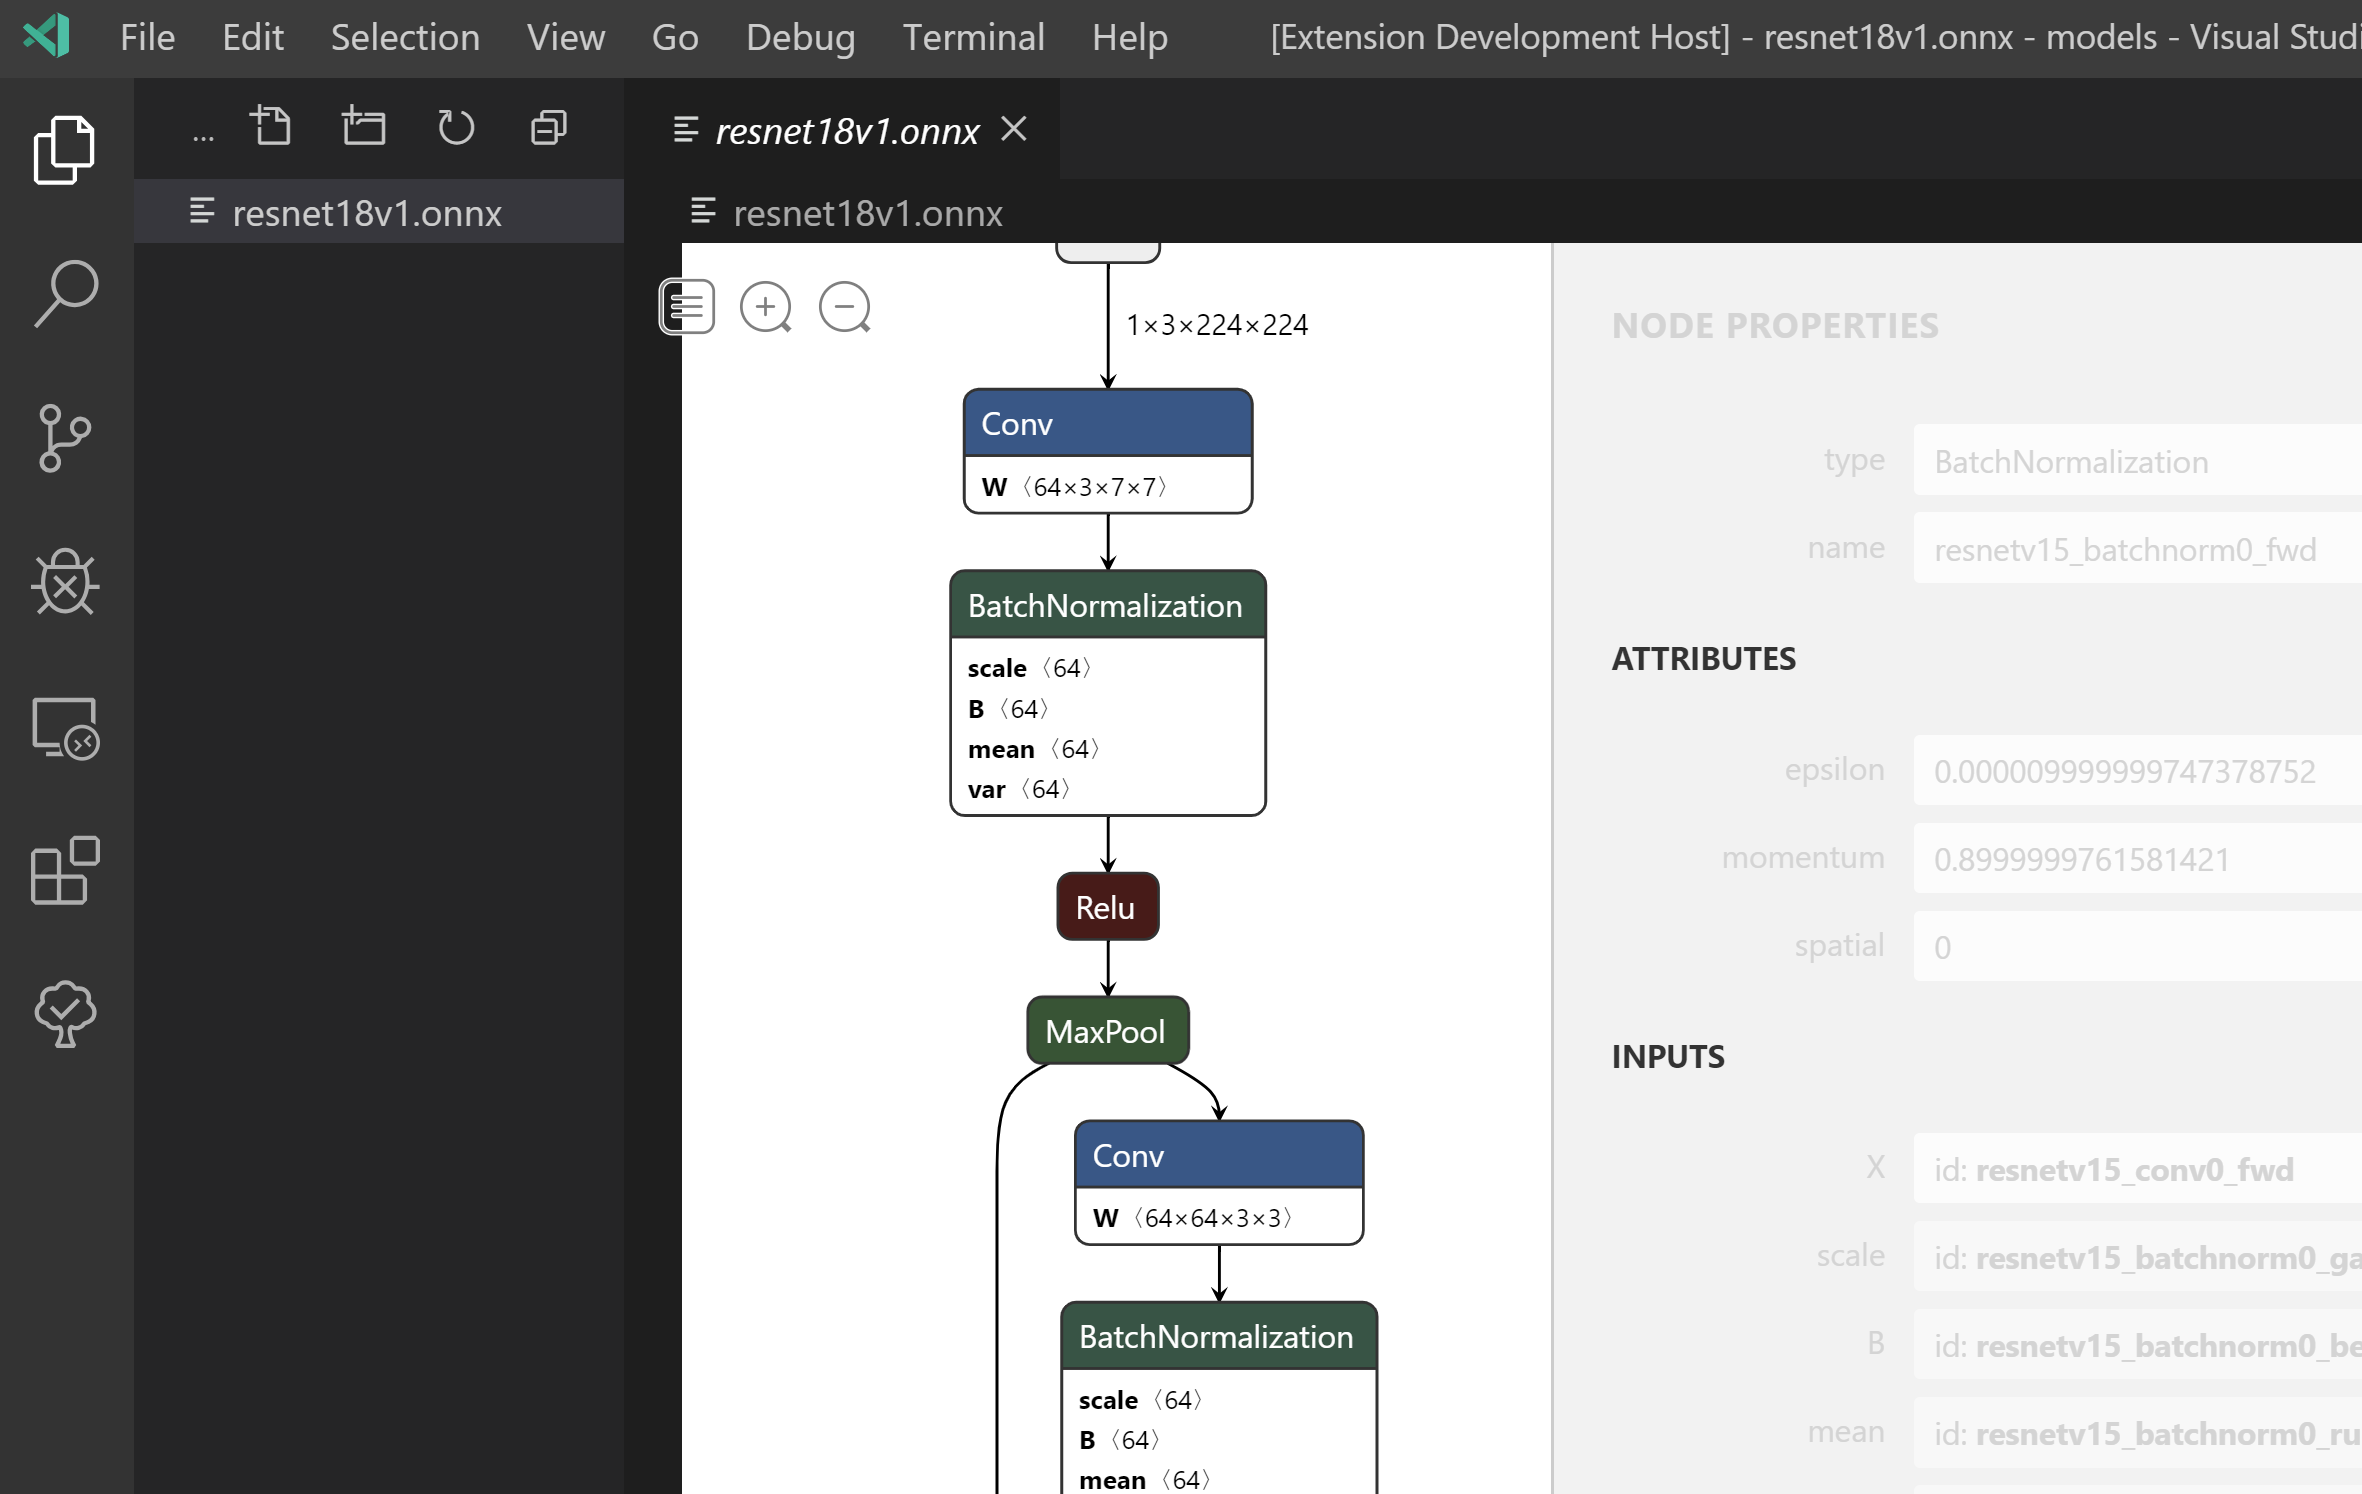 File Edit Selection View Go Debug Terminal Help [Extension Development Host] - resnet18v1.onnx - models - Visual Studi
... resnet18v1.onnx
resnet18v1.onnx resnet18v1.onnx
1×3×224×224
Conv
W 〈64×3×7×7〉
BatchNormalization
scale 〈64〉
B 〈64〉
mean 〈64〉
var 〈64〉
Relu
MaxPool
Conv
W 〈64×64×3×3〉
BatchNormalization
scale 〈64〉
B 〈64〉
mean 〈64〉
NODE PROPERTIES
type BatchNormalization
name resnetv15_batchnorm0_fwd
ATTRIBUTES
epsilon 0.000009999999747378752
momentum 0.8999999761581421
spatial 0
INPUTS
X id: resnetv15_conv0_fwd
scale id: resnetv15_batchnorm0_ga
B id: resnetv15_batchnorm0_be
mean id: resnetv15_batchnorm0_ru